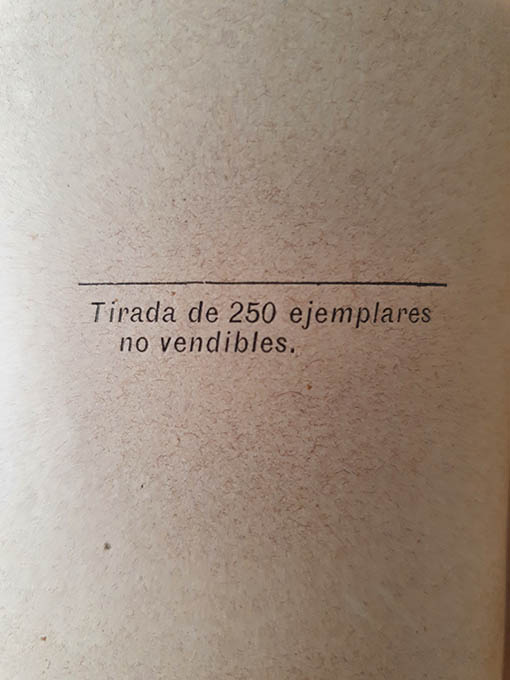 Tirada de 250 ejemplares
no vendibles.